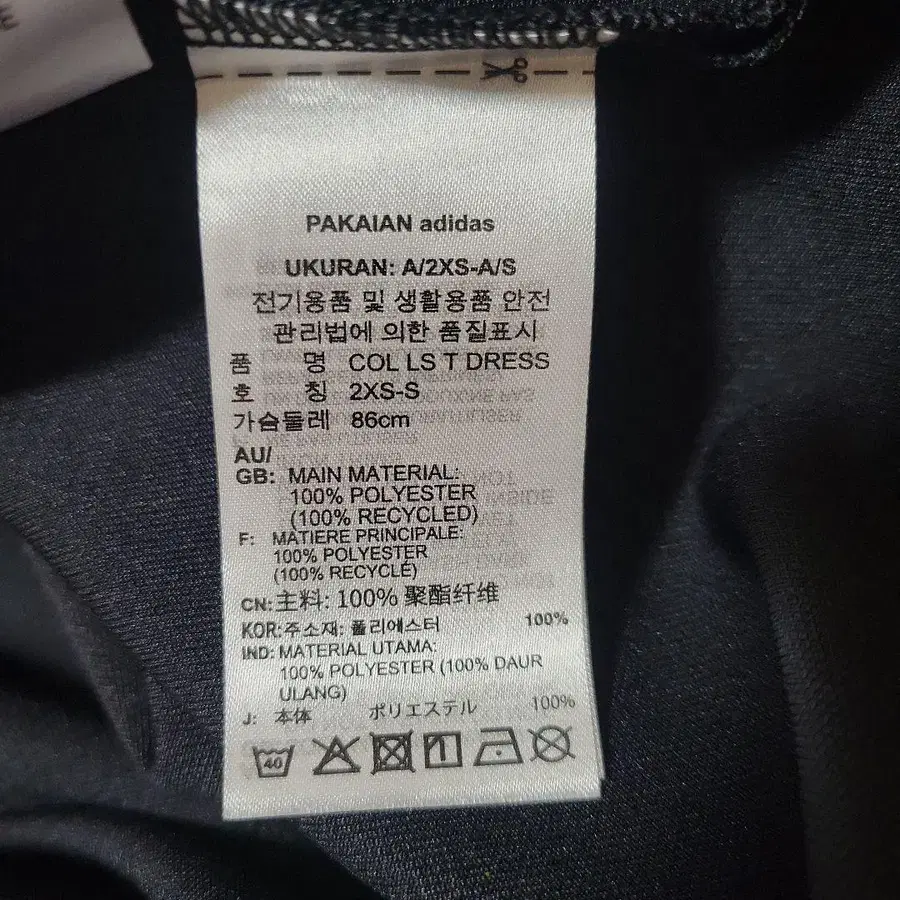 PAKAIAN adidas
UKURAN: A/2XS-A/S
전기용품 및 생활용품 안전
관리법에 의한 품질표시
품 명 COL LS T DRESS
호 칭 2XS-S
가슴둘레 86cm
AU/
GB: MAIN MATERIAL:
100% POLYESTER
(100% RECYCLED)
F: MATIERE PRINCIPALE:
100% POLYESTER
(100% RECYCLÉ)
CN: 主料: 100% 聚酯纤维
KOR: 주소재: 폴리에스터 100%
IND: MATERIAL UTAMA:
100% POLYESTER (100% DAUR
ULANG)
J: 本体 ポリエステル 100%
40